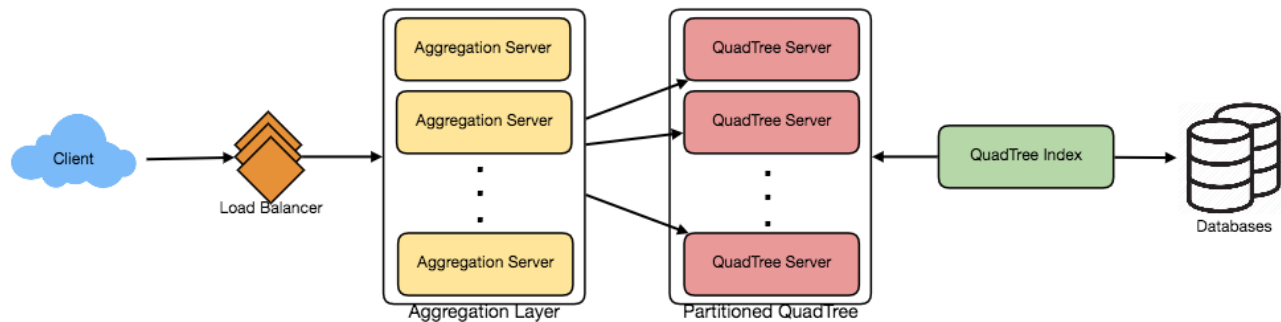 Client
Load Balancer
Aggregation Server
Aggregation Server
Aggregation Server
Aggregation Layer
QuadTree Server
QuadTree Server
QuadTree Server
Partitioned QuadTree
QuadTree Index
Databases